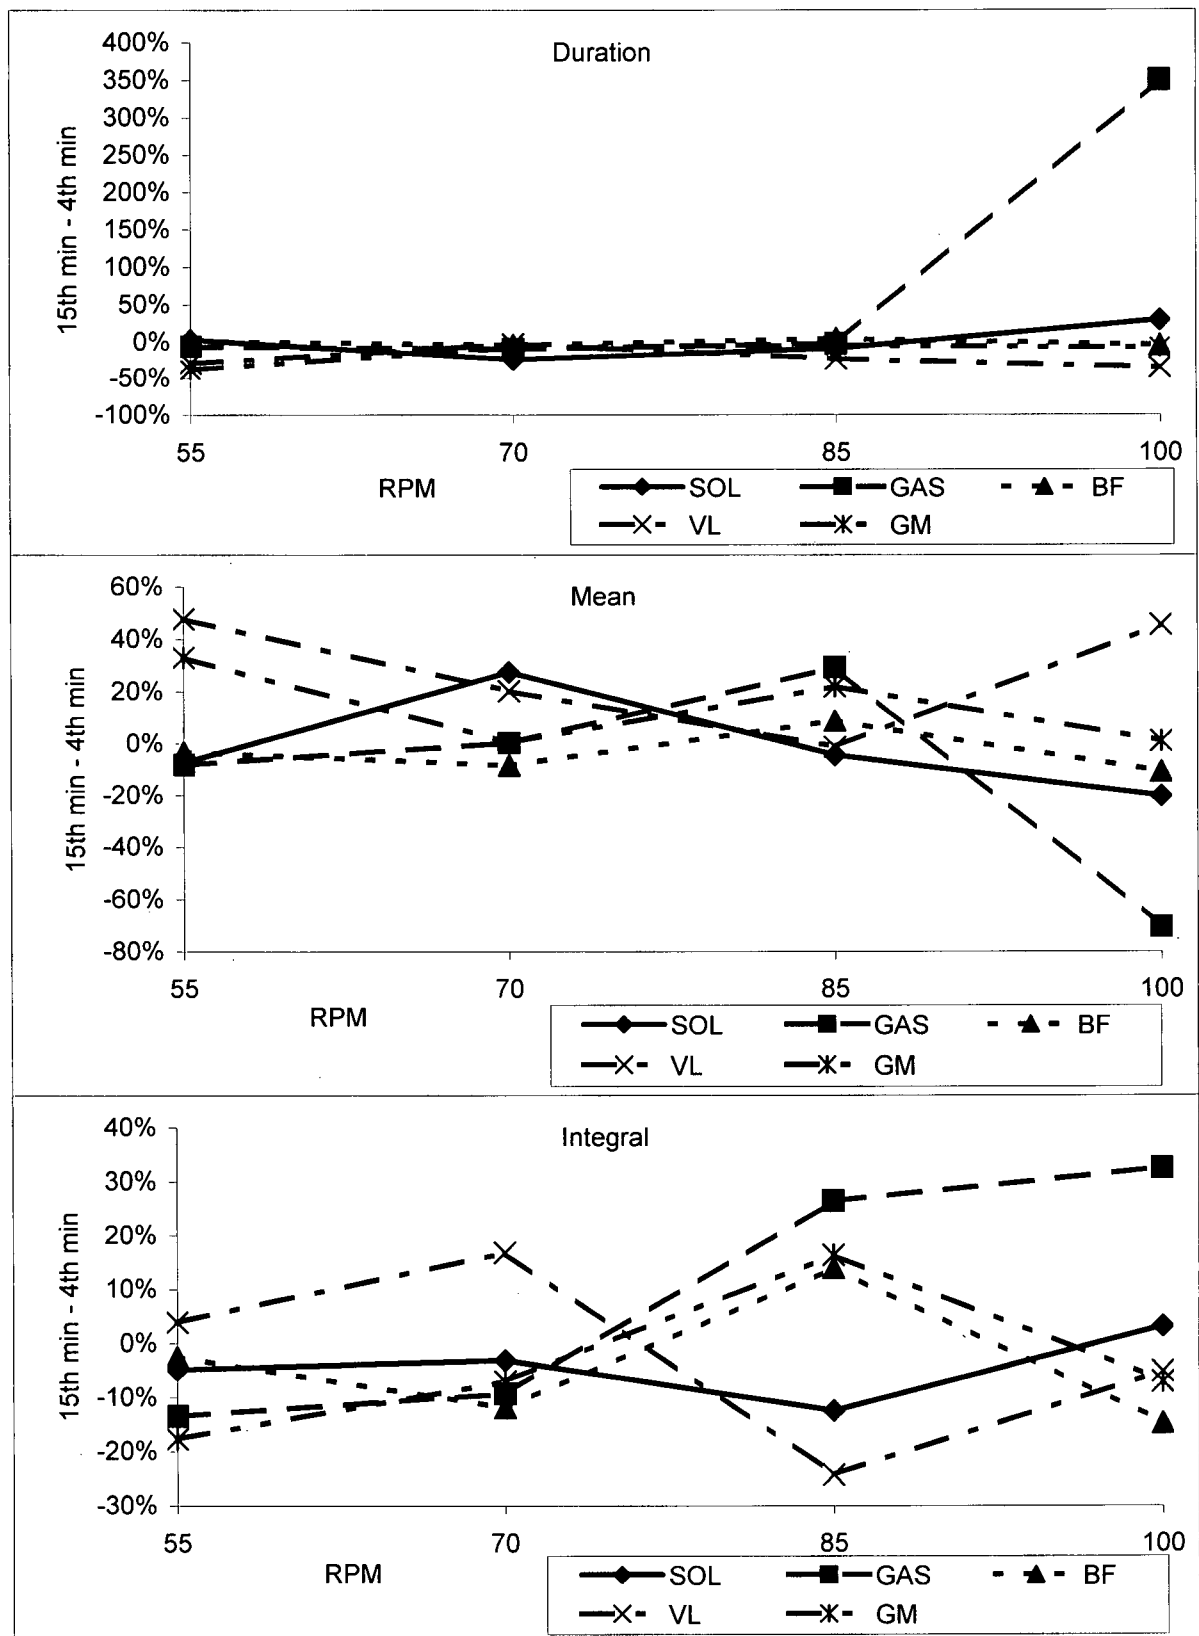 Duration
400%
350%
300%
250%
200%
150%
100%
50%
0%
-50%
-100%
15th min - 4th min
55 70 85 100
RPM
SOL GAS BF
VL GM
Mean
60%
40%
20%
0%
-20%
-40%
-60%
-80%
15th min - 4th min
55 70 85 100
RPM
SOL GAS BF
VL GM
Integral
40%
30%
20%
10%
0%
-10%
-20%
-30%
15th min - 4th min
55 70 85 100
RPM
SOL GAS BF
VL GM